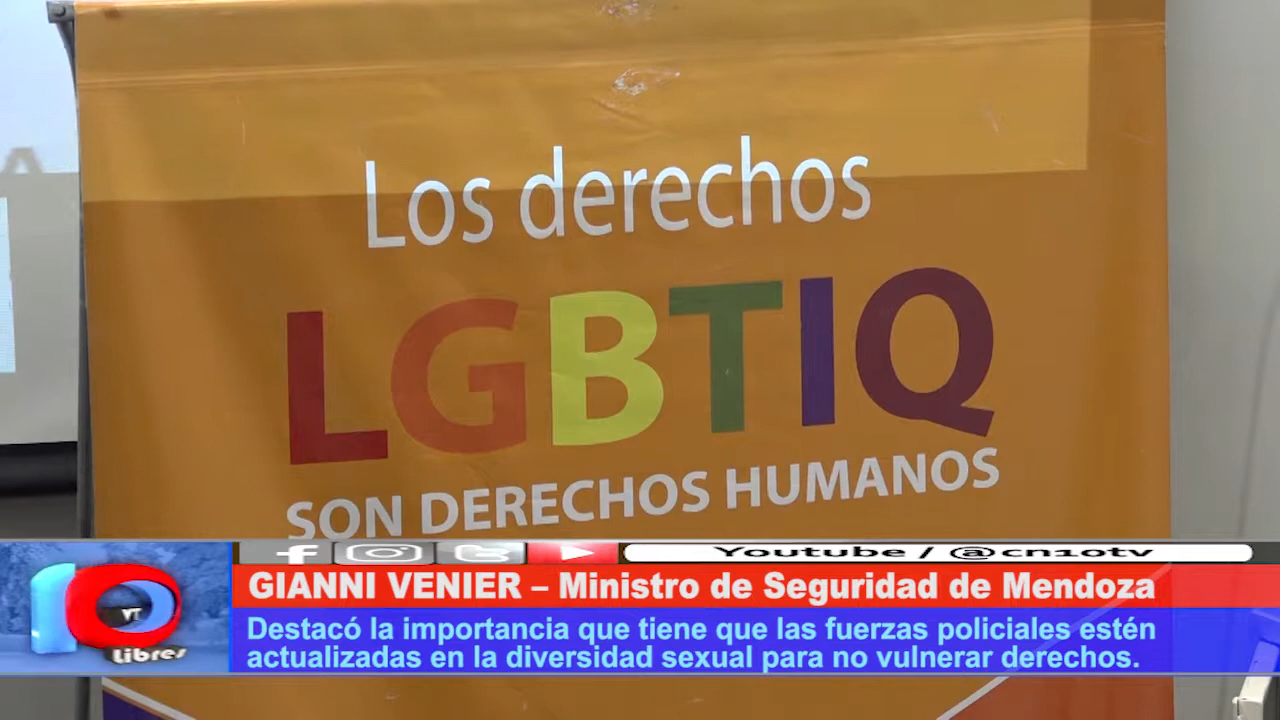 Los derechos
LGBTIQ
SON DERECHOS HUMANOS
Youtube / @cn10tv
GIANNI VENIER – Ministro de Seguridad de Mendoza
Destacó la importancia que tiene que las fuerzas policiales estén
actualizadas en la diversidad sexual para no vulnerar derechos.
10
Libres